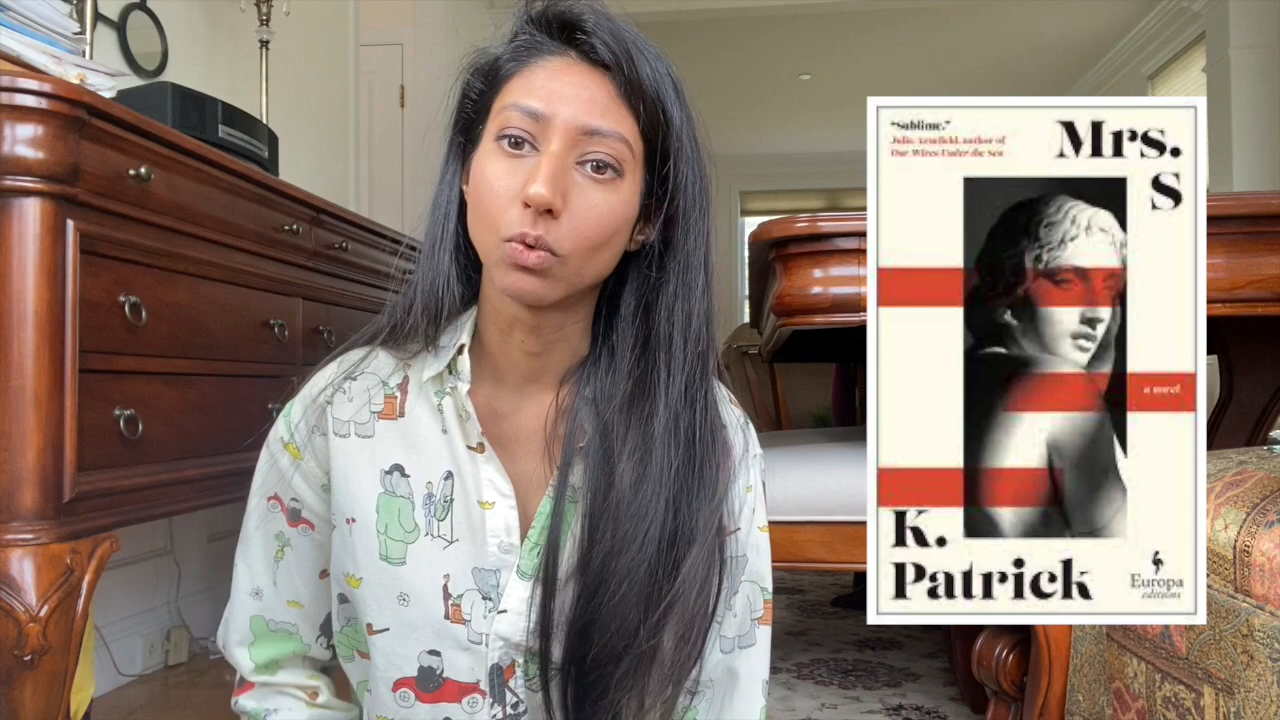 "Sublime."
Julia Armfield, author of
Our Wives Under the Sea
Mrs.
S
a novel
K.
Patrick
Europa
editions